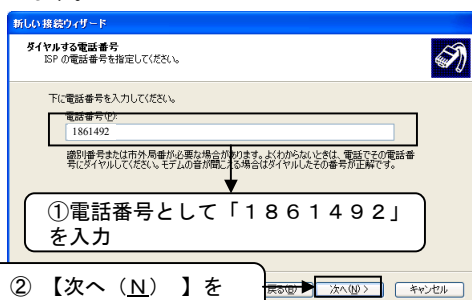 新しい接続ウィザード
ダイヤルする電話番号
ISP の電話番号を指定してください。
下に電話番号を入力してください。
電話番号(P):
1861492
識別番号または市外局番が必要な場合があります。よくわからないときは、電話でその電話番
号にダイヤルしてください。モデムの音が聞こえる場合はダイヤルしたその番号が正解です。
①電話番号として「１８６１４９２」
を入力
② 【次へ（N） 】を
戻る(B)
次へ(N) >
キャンセル